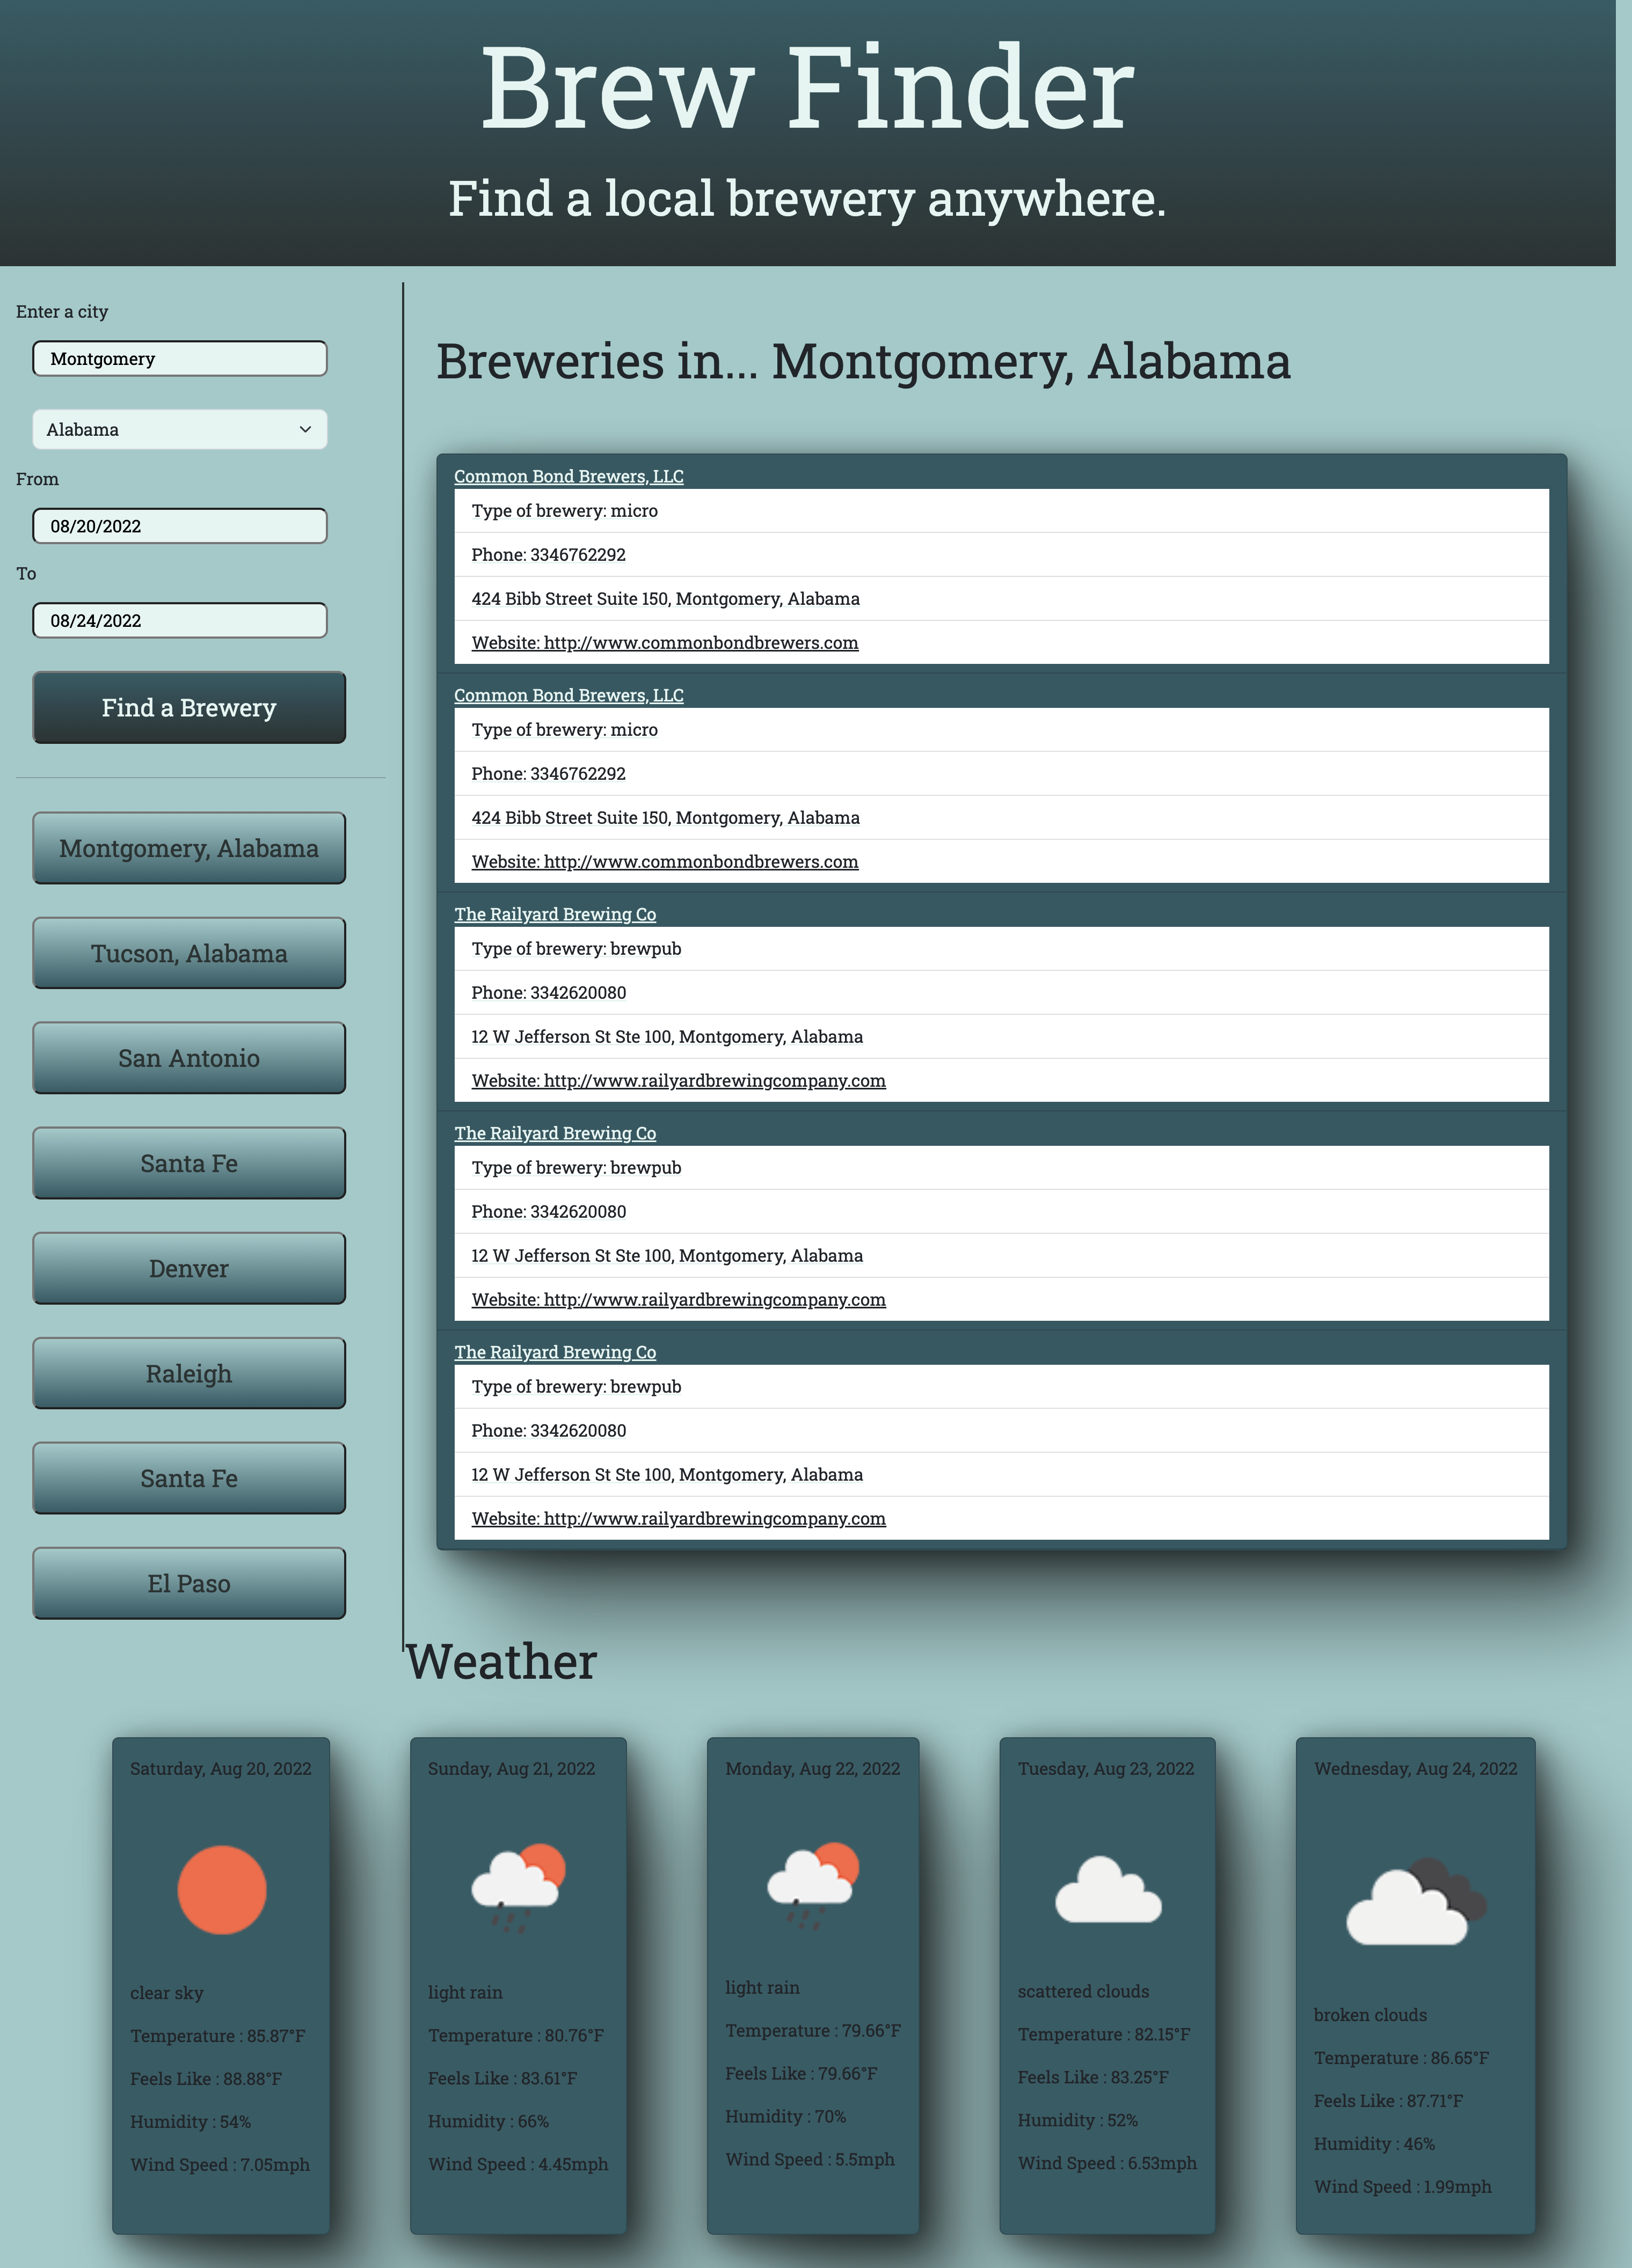 Brew Finder
Find a local brewery anywhere.
Enter a city
Montgomery
Alabama
From
08/20/2022
To
08/24/2022
Find a Brewery
Montgomery, Alabama
Tucson, Alabama
San Antonio
Santa Fe
Denver
Raleigh
Santa Fe
El Paso
Breweries in... Montgomery, Alabama
Common Bond Brewers, LLC
Type of brewery: micro
Phone: 3346762292
424 Bibb Street Suite 150, Montgomery, Alabama
Website: http://www.commonbondbrewers.com
Common Bond Brewers, LLC
Type of brewery: micro
Phone: 3346762292
424 Bibb Street Suite 150, Montgomery, Alabama
Website: http://www.commonbondbrewers.com
The Railyard Brewing Co
Type of brewery: brewpub
Phone: 3342620080
12 W Jefferson St Ste 100, Montgomery, Alabama
Website: http://www.railyardbrewingcompany.com
The Railyard Brewing Co
Type of brewery: brewpub
Phone: 3342620080
12 W Jefferson St Ste 100, Montgomery, Alabama
Website: http://www.railyardbrewingcompany.com
The Railyard Brewing Co
Type of brewery: brewpub
Phone: 3342620080
12 W Jefferson St Ste 100, Montgomery, Alabama
Website: http://www.railyardbrewingcompany.com
Weather
Saturday, Aug 20, 2022
clear sky
Temperature : 85.87°F
Feels Like : 88.88°F
Humidity : 54%
Wind Speed : 7.05mph
Sunday, Aug 21, 2022
light rain
Temperature : 80.76°F
Feels Like : 83.61°F
Humidity : 66%
Wind Speed : 4.45mph
Monday, Aug 22, 2022
light rain
Temperature : 79.66°F
Feels Like : 79.66°F
Humidity : 70%
Wind Speed : 5.5mph
Tuesday, Aug 23, 2022
scattered clouds
Temperature : 82.15°F
Feels Like : 83.25°F
Humidity : 52%
Wind Speed : 6.53mph
Wednesday, Aug 24, 2022
broken clouds
Temperature : 86.65°F
Feels Like : 87.71°F
Humidity : 46%
Wind Speed : 1.99mph